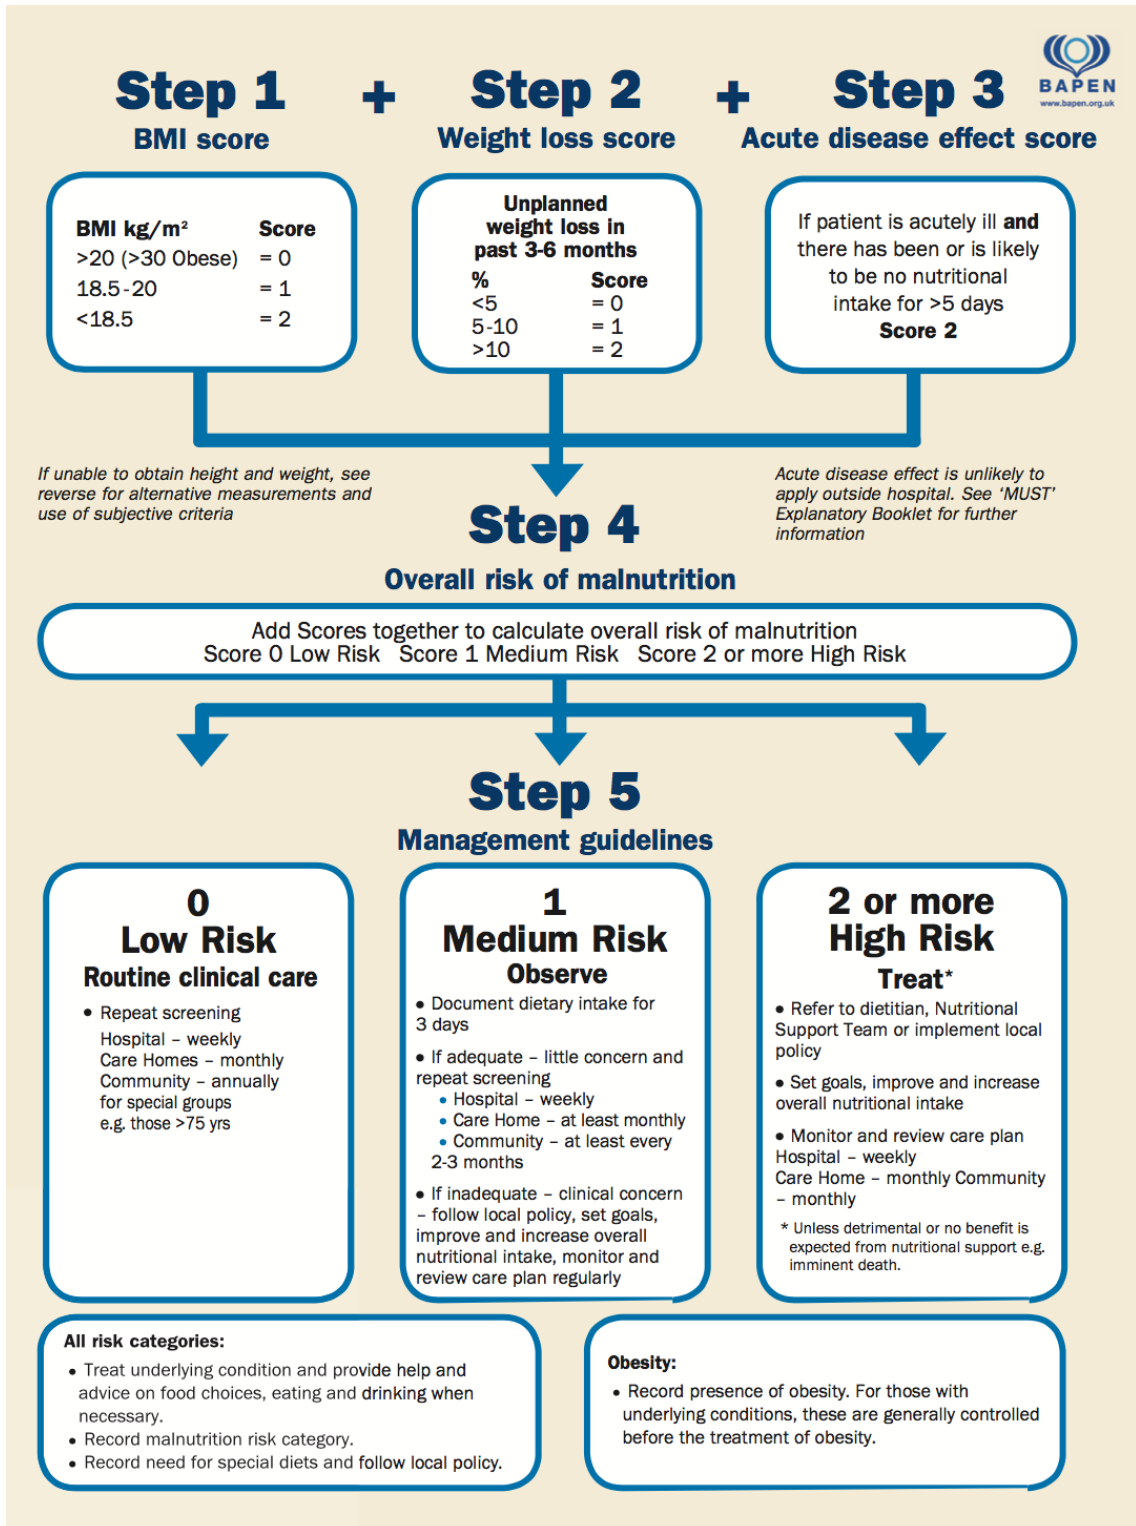 BAPEN
www.bapen.org.uk
Step 1 + Step 2 + Step 3
BMI score
Weight loss score
Acute disease effect score
BMI kg/m² Score
>20 (>30 Obese) = 0
18.5-20 = 1
<18.5 = 2
Unplanned
weight loss in
past 3-6 months
% Score
<5 = 0
5-10 = 1
>10 = 2
If patient is acutely ill and
there has been or is likely
to be no nutritional
intake for >5 days
Score 2
If unable to obtain height and weight, see
reverse for alternative measurements and
use of subjective criteria
Acute disease effect is unlikely to
apply outside hospital. See ‘MUST’
Explanatory Booklet for further
information
Step 4
Overall risk of malnutrition
Add Scores together to calculate overall risk of malnutrition
Score 0 Low Risk Score 1 Medium Risk Score 2 or more High Risk
Step 5
Management guidelines
0
Low Risk
Routine clinical care
• Repeat screening
Hospital – weekly
Care Homes – monthly
Community – annually
for special groups
e.g. those >75 yrs
1
Medium Risk
Observe
• Document dietary intake for
3 days
• If adequate – little concern and
repeat screening
• Hospital – weekly
• Care Home – at least monthly
• Community – at least every
2-3 months
• If inadequate – clinical concern
– follow local policy, set goals,
improve and increase overall
nutritional intake, monitor and
review care plan regularly
2 or more
High Risk
Treat*
• Refer to dietitian, Nutritional
Support Team or implement local
policy
• Set goals, improve and increase
overall nutritional intake
• Monitor and review care plan
Hospital – weekly
Care Home – monthly Community
– monthly
* Unless detrimental or no benefit is
expected from nutritional support e.g.
imminent death.
All risk categories:
• Treat underlying condition and provide help and
advice on food choices, eating and drinking when
necessary.
• Record malnutrition risk category.
• Record need for special diets and follow local policy.
Obesity:
• Record presence of obesity. For those with
underlying conditions, these are generally controlled
before the treatment of obesity.